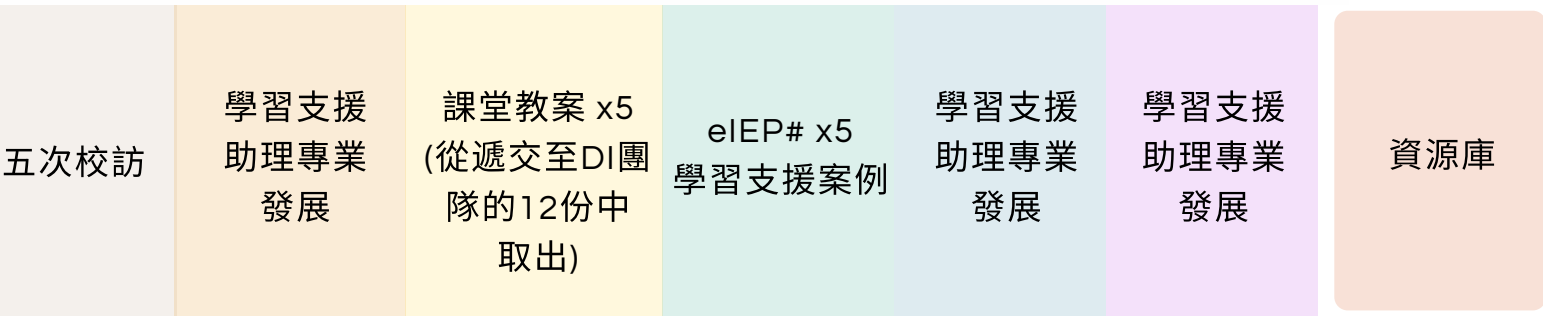 五次校訪
學習支援
助理專業
發展
課堂教案 x5
(從遞交至DI團
隊的12份中
取出)
eIEP# x5
學習支援案例
學習支援
助理專業
發展
學習支援
助理專業
發展
資源庫